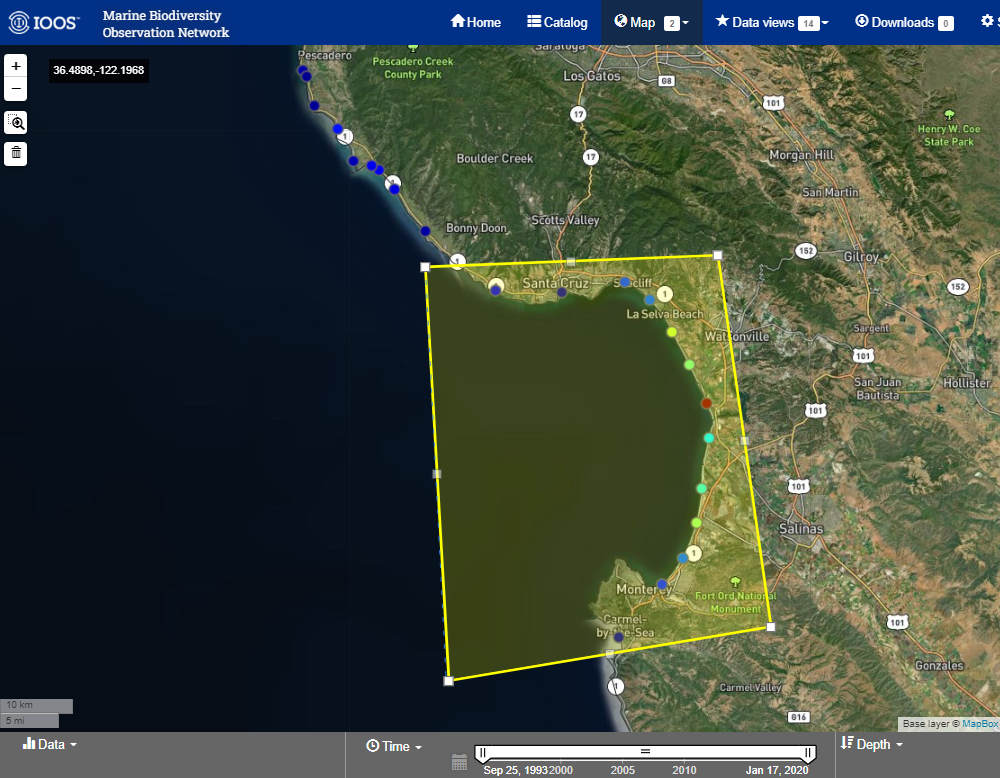 IOOS™
Marine Biodiversity
Observation Network
Home
Catalog
Map 2
Data views 14
Downloads 0
+
−
36.4898,-122.1968
Pescadero
Pescadero Creek
County Park
Saratoga
Los Gatos
G8
101
17
Henry W. Coe
State Park
1
Boulder Creek
17
Morgan Hill
1
San Martin
Bonny Doon
Scotts Valley
152
Gilroy
1
Santa Cruz
1
152
La Selva Beach
Watsonville
Sargent
101
San Juan
Bautista
Hollister
101
101
Salinas
1
Monterey
Fort Ord National
Monument
Carmel-
by-the-Sea
101
Gonzales
1
Carmel Valley
G16
10 km
5 mi
Base layer © MapBox
Data
Time
Sep 25, 1993
2000
2005
2010
Jan 17, 2020
Depth